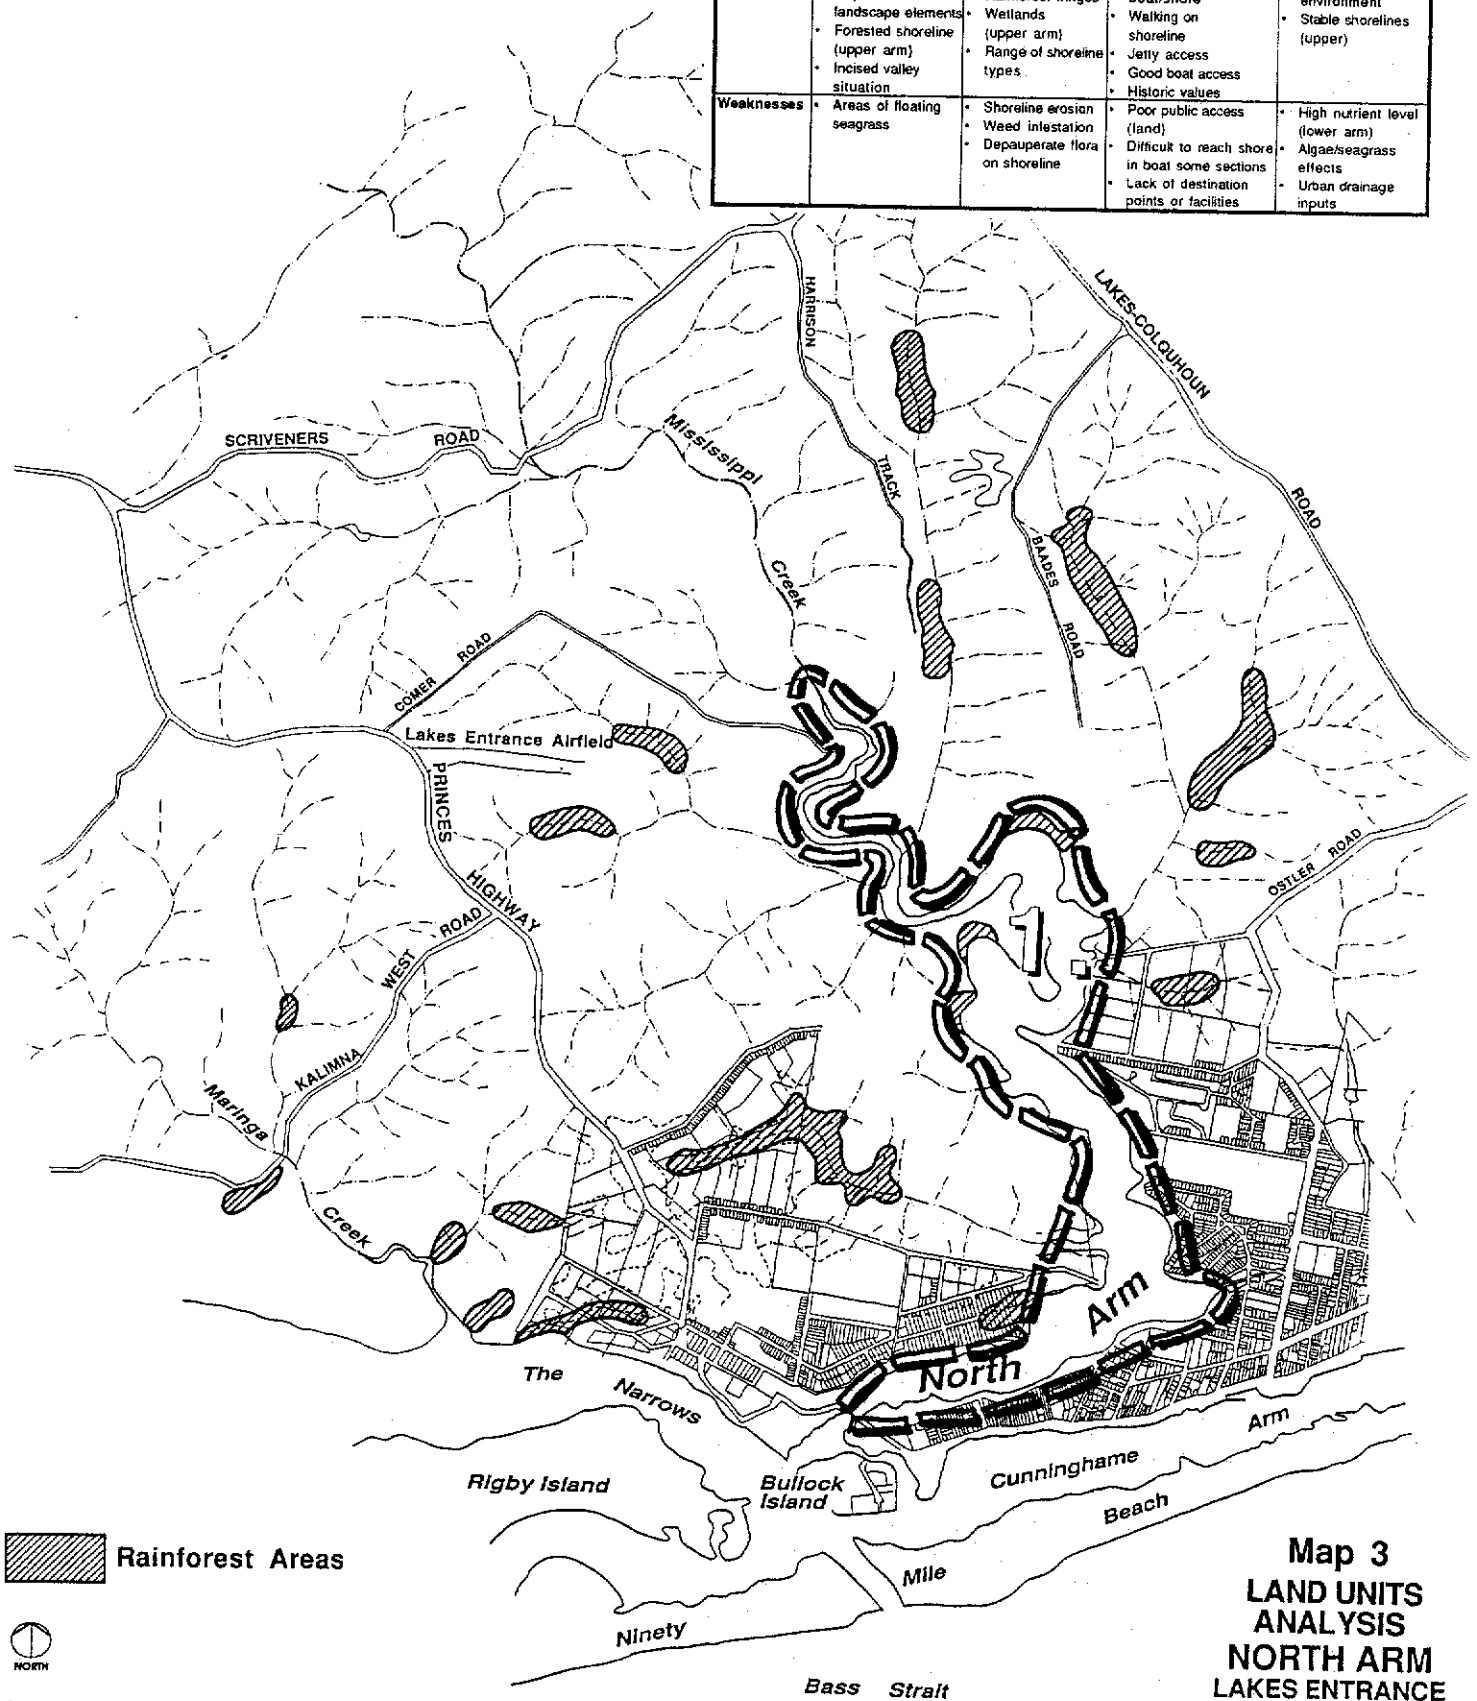 landscape elements
• Forested shoreline
(upper arm)
• Incised valley
situation
• Wetlands
(upper arm)
• Range of shoreline
types
• Walking on
shoreline
• Jetty access
• Good boat access
• Historic values
environment
• Stable shorelines
(upper)
Weaknesses
• Areas of floating
seagrass
• Shoreline erosion
• Weed infestation
• Depauperate flora
on shoreline
• Poor public access
(land)
• Difficult to reach shore
in boat some sections
• Lack of destination
points or facilities
• High nutrient level
(lower arm)
• Algae/seagrass
effects
• Urban drainage
inputs
HARRISON
TRACK
LAKES-COLQUHOUN
ROAD
SCRIVENERS ROAD
Mississippi
Creek
BAADES
ROAD
COMER ROAD
Lakes Entrance Airfield
PRINCES
HIGHWAY
OSTLER ROAD
1
KALIMNA WEST ROAD
Maringa
Creek
North Arm
The Narrows
Rigby Island
Bullock
Island
Cunninghame Arm
Ninety Mile Beach
Bass Strait
Rainforest Areas
NORTH
Map 3
LAND UNITS
ANALYSIS
NORTH ARM
LAKES ENTRANCE